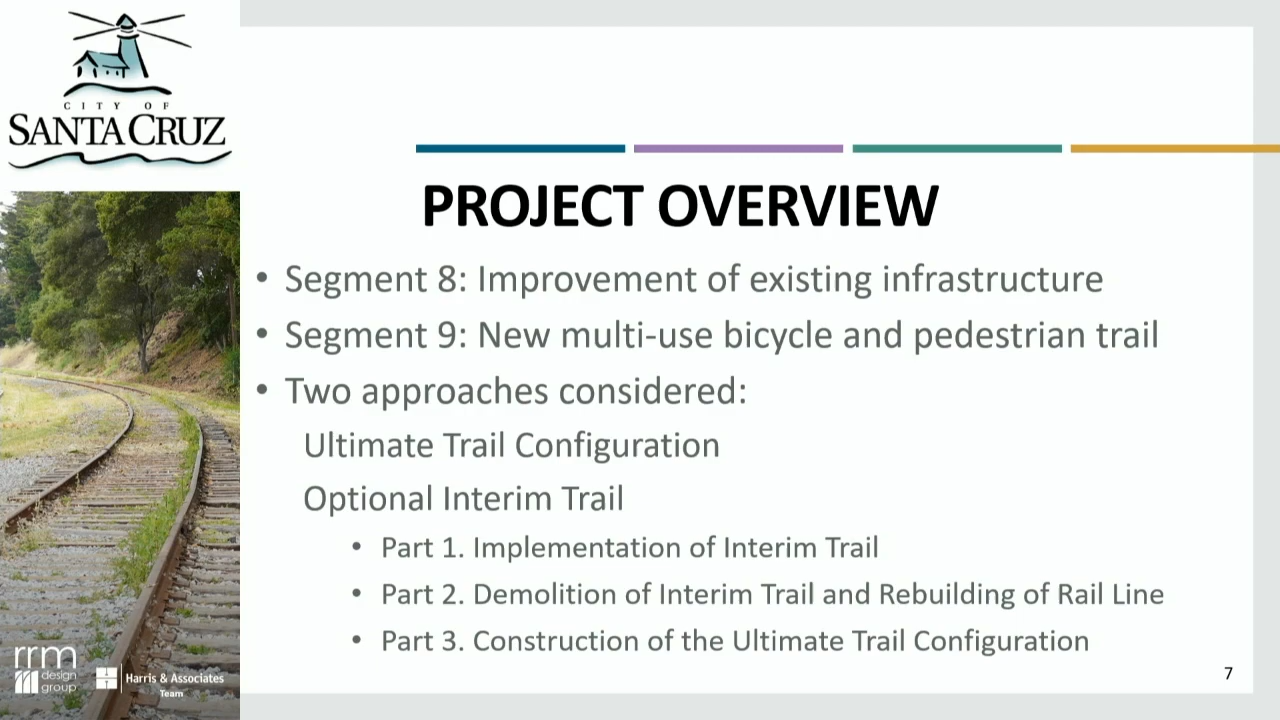 CITY OF
SANTA CRUZ
PROJECT OVERVIEW
• Segment 8: Improvement of existing infrastructure
• Segment 9: New multi-use bicycle and pedestrian trail
• Two approaches considered:
Ultimate Trail Configuration
Optional Interim Trail
• Part 1. Implementation of Interim Trail
• Part 2. Demolition of Interim Trail and Rebuilding of Rail Line
• Part 3. Construction of the Ultimate Trail Configuration
rrm
design
group
Harris & Associates
Team
7